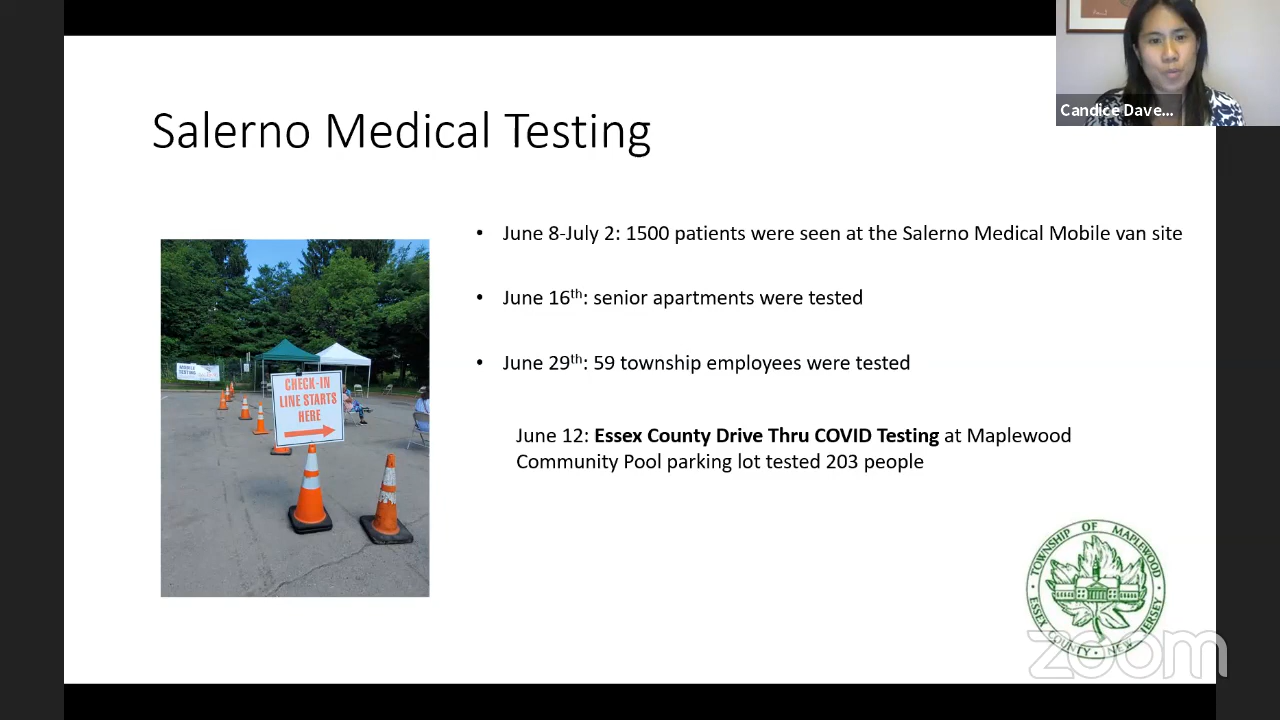 Candice Dave...
Salerno Medical Testing
• June 8-July 2: 1500 patients were seen at the Salerno Medical Mobile van site
• June 16th: senior apartments were tested
• June 29th: 59 township employees were tested
June 12: Essex County Drive Thru COVID Testing at Maplewood
Community Pool parking lot tested 203 people
MOBILE
TESTING
CHECK-IN
LINE STARTS
HERE
TOWNSHIP OF MAPLEWOOD
ESSEX COUNTY • NEW JERSEY
zoom